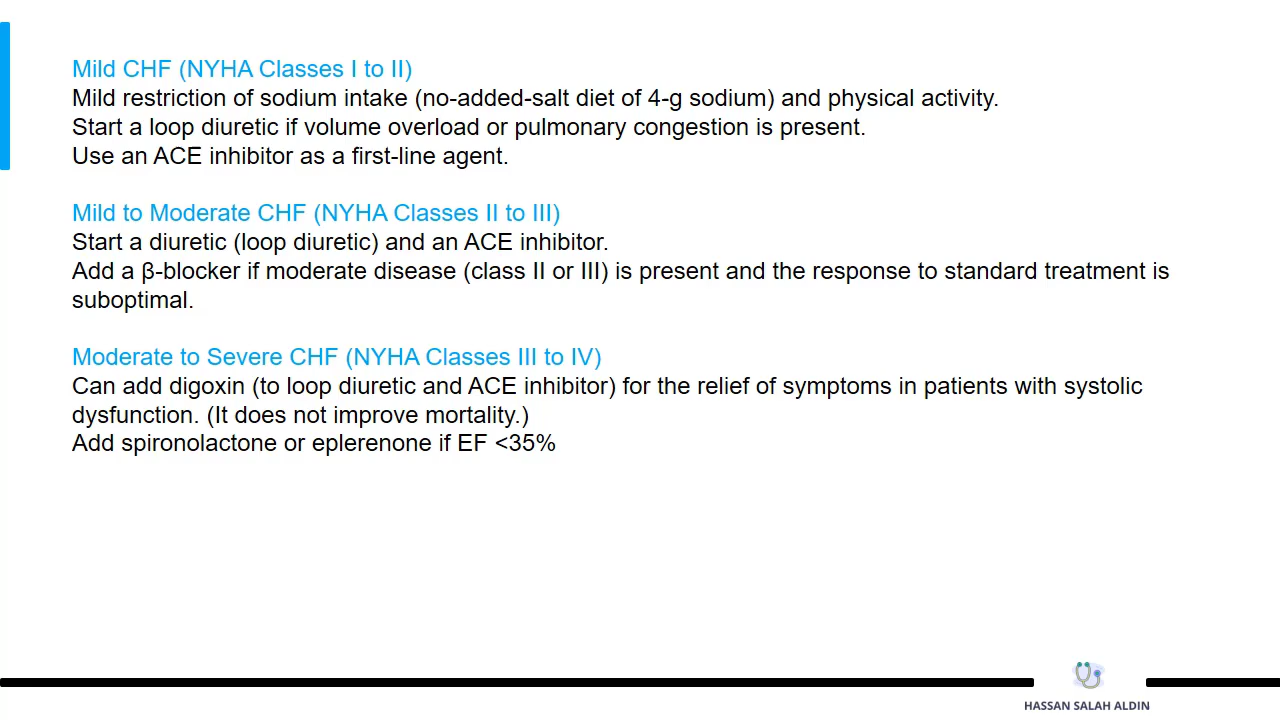 Mild CHF (NYHA Classes I to II)
Mild restriction of sodium intake (no-added-salt diet of 4-g sodium) and physical activity.
Start a loop diuretic if volume overload or pulmonary congestion is present.
Use an ACE inhibitor as a first-line agent.
Mild to Moderate CHF (NYHA Classes II to III)
Start a diuretic (loop diuretic) and an ACE inhibitor.
Add a β-blocker if moderate disease (class II or III) is present and the response to standard treatment is
suboptimal.
Moderate to Severe CHF (NYHA Classes III to IV)
Can add digoxin (to loop diuretic and ACE inhibitor) for the relief of symptoms in patients with systolic
dysfunction. (It does not improve mortality.)
Add spironolactone or eplerenone if EF <35%
HASSAN SALAH ALDIN